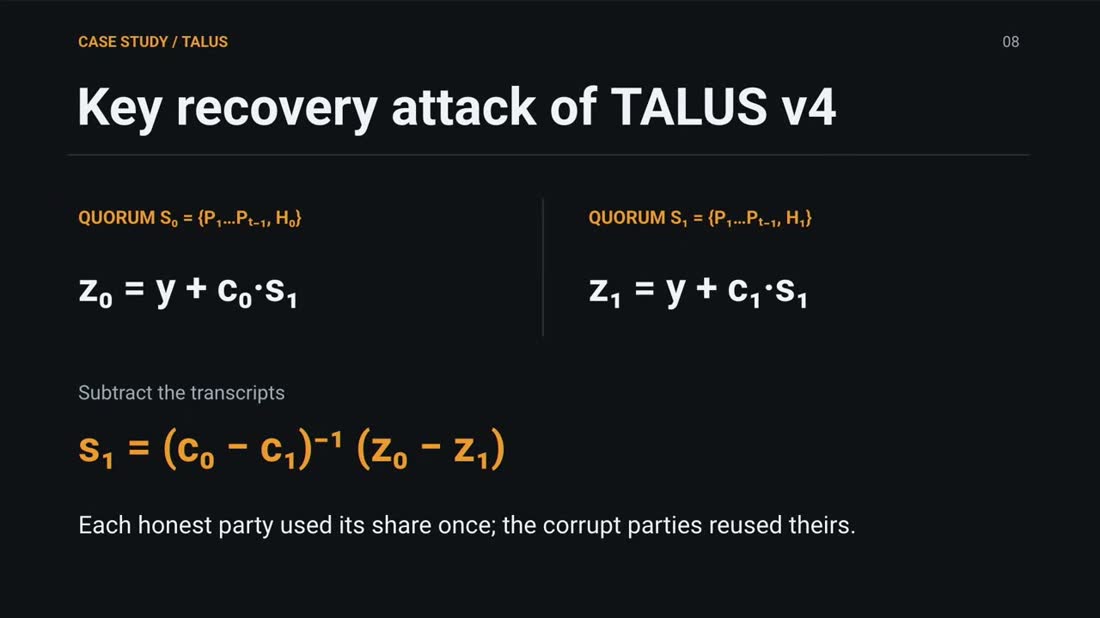 CASE STUDY / TALUS
08
Key recovery attack of TALUS v4
QUORUM S₀ = {P₁…Pₜ₋₁, H₀}
z₀ = y + c₀·s₁
QUORUM S₁ = {P₁…Pₜ₋₁, H₁}
z₁ = y + c₁·s₁
Subtract the transcripts
s₁ = (c₀ − c₁)⁻¹ (z₀ − z₁)
Each honest party used its share once; the corrupt parties reused theirs.